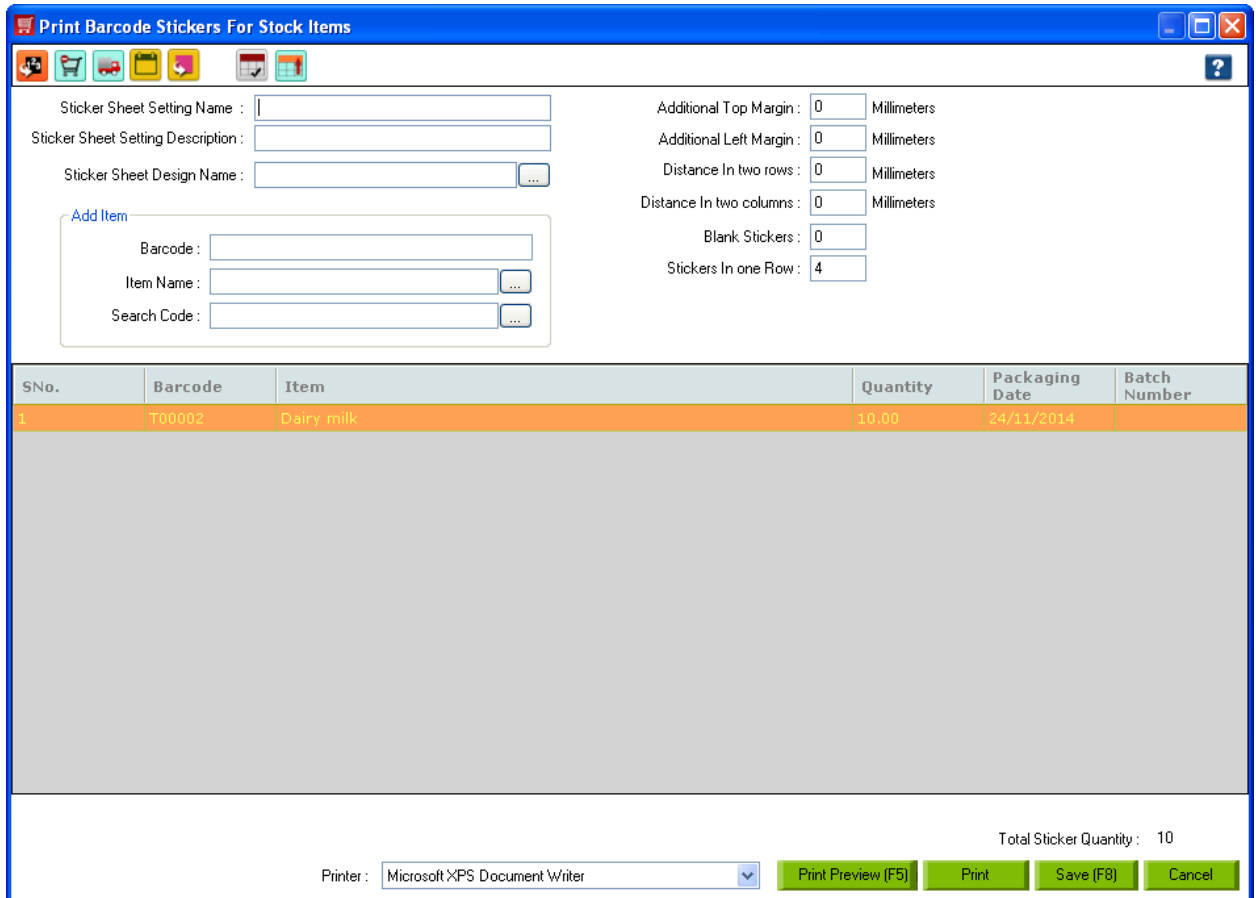 Print Barcode Stickers For Stock Items
?
Sticker Sheet Setting Name :
Sticker Sheet Setting Description :
Sticker Sheet Design Name : ...
Add Item
Barcode :
Item Name : ...
Search Code : ...
Additional Top Margin : 0 Millimeters
Additional Left Margin : 0 Millimeters
Distance In two rows : 0 Millimeters
Distance In two columns : 0 Millimeters
Blank Stickers : 0
Stickers In one Row : 4
SNo. Barcode Item Quantity Packaging Date Batch Number
1 T00002 Dairy milk 10.00 24/11/2014
Total Sticker Quantity : 10
Printer : Microsoft XPS Document Writer Print Preview (F5) Print Save (F8) Cancel